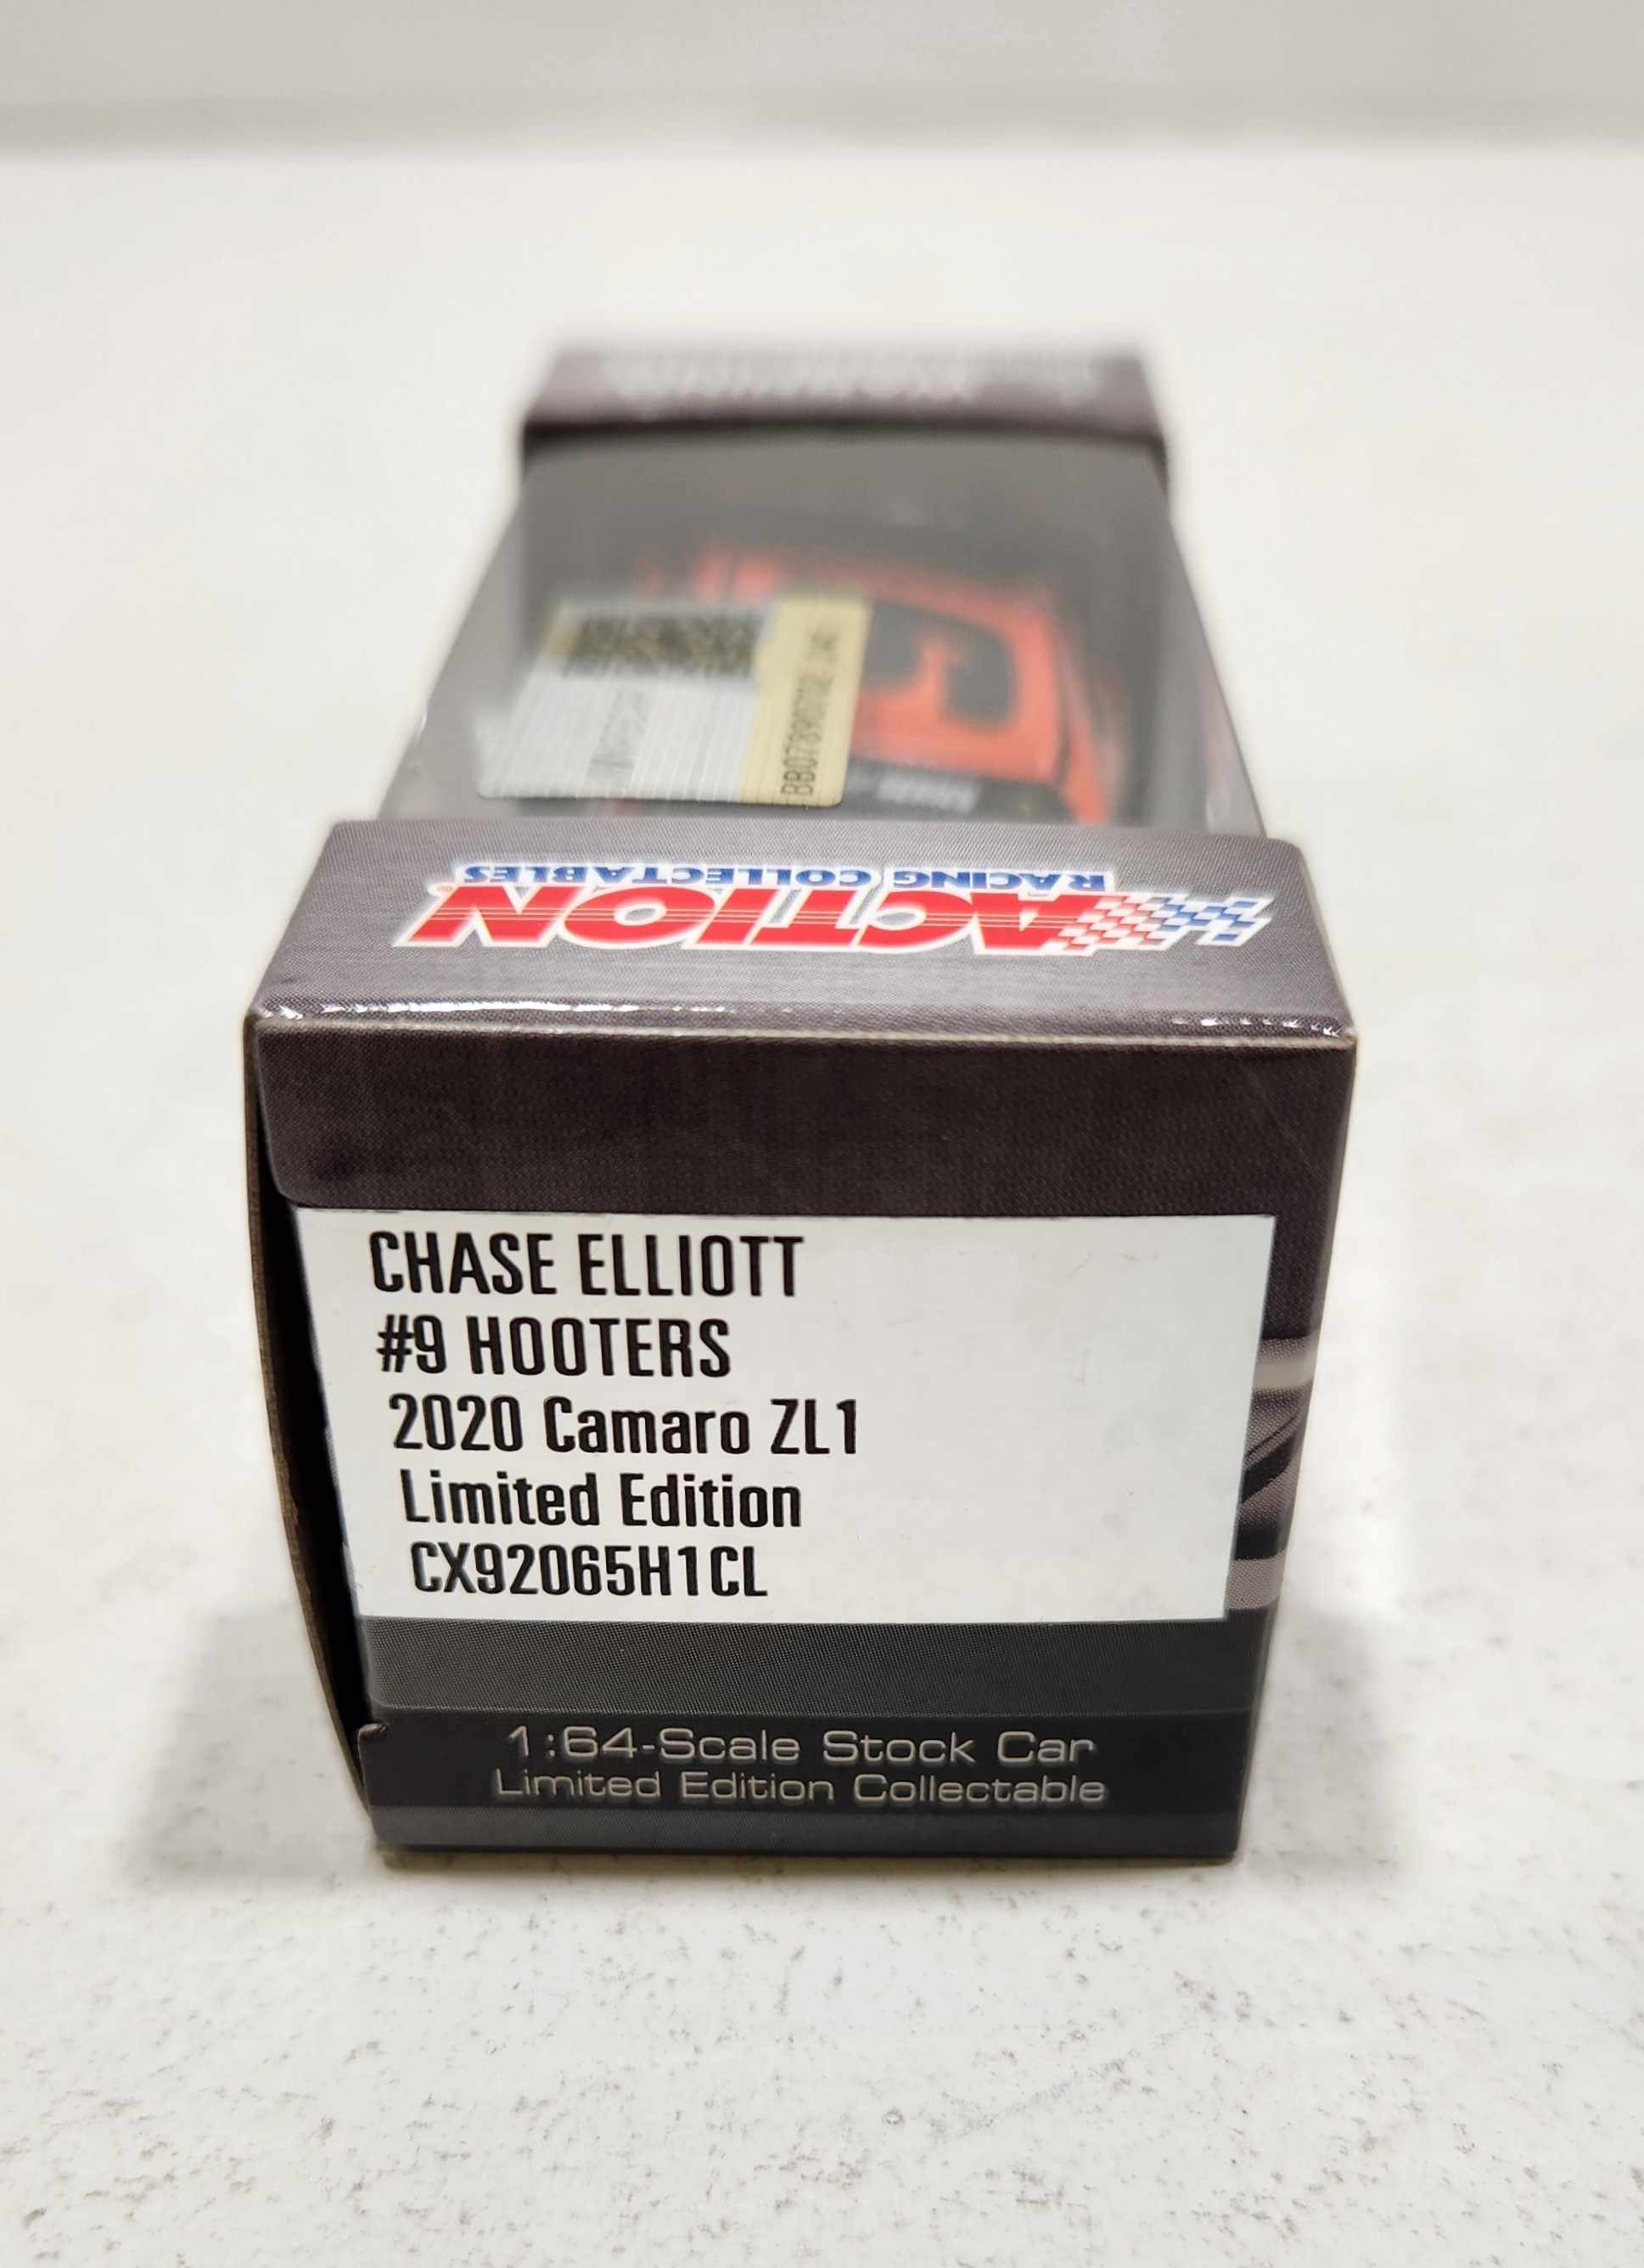 ACTION®
RACING COLLECTABLES
CHASE ELLIOTT
#9 HOOTERS
2020 Camaro ZL1
Limited Edition
CX92065H1CL
1:64-Scale Stock Car
Limited Edition Collectable